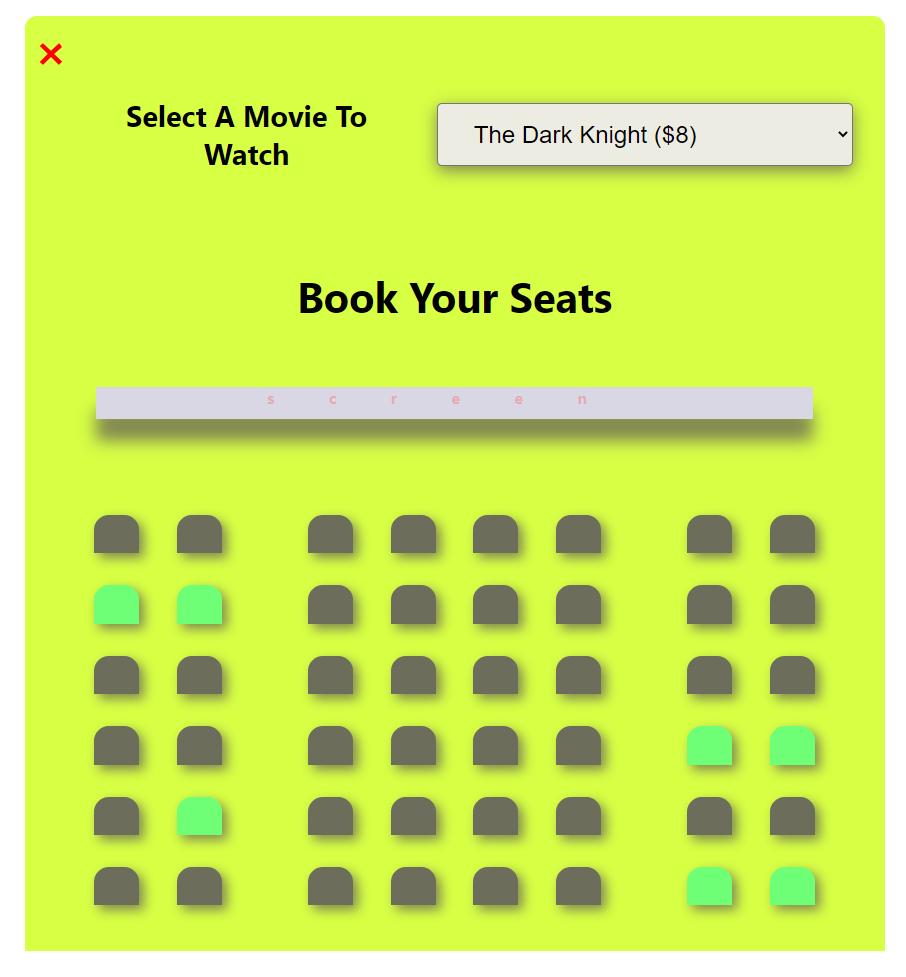 Select A Movie To
Watch
The Dark Knight ($8)
Book Your Seats
s c r e e n